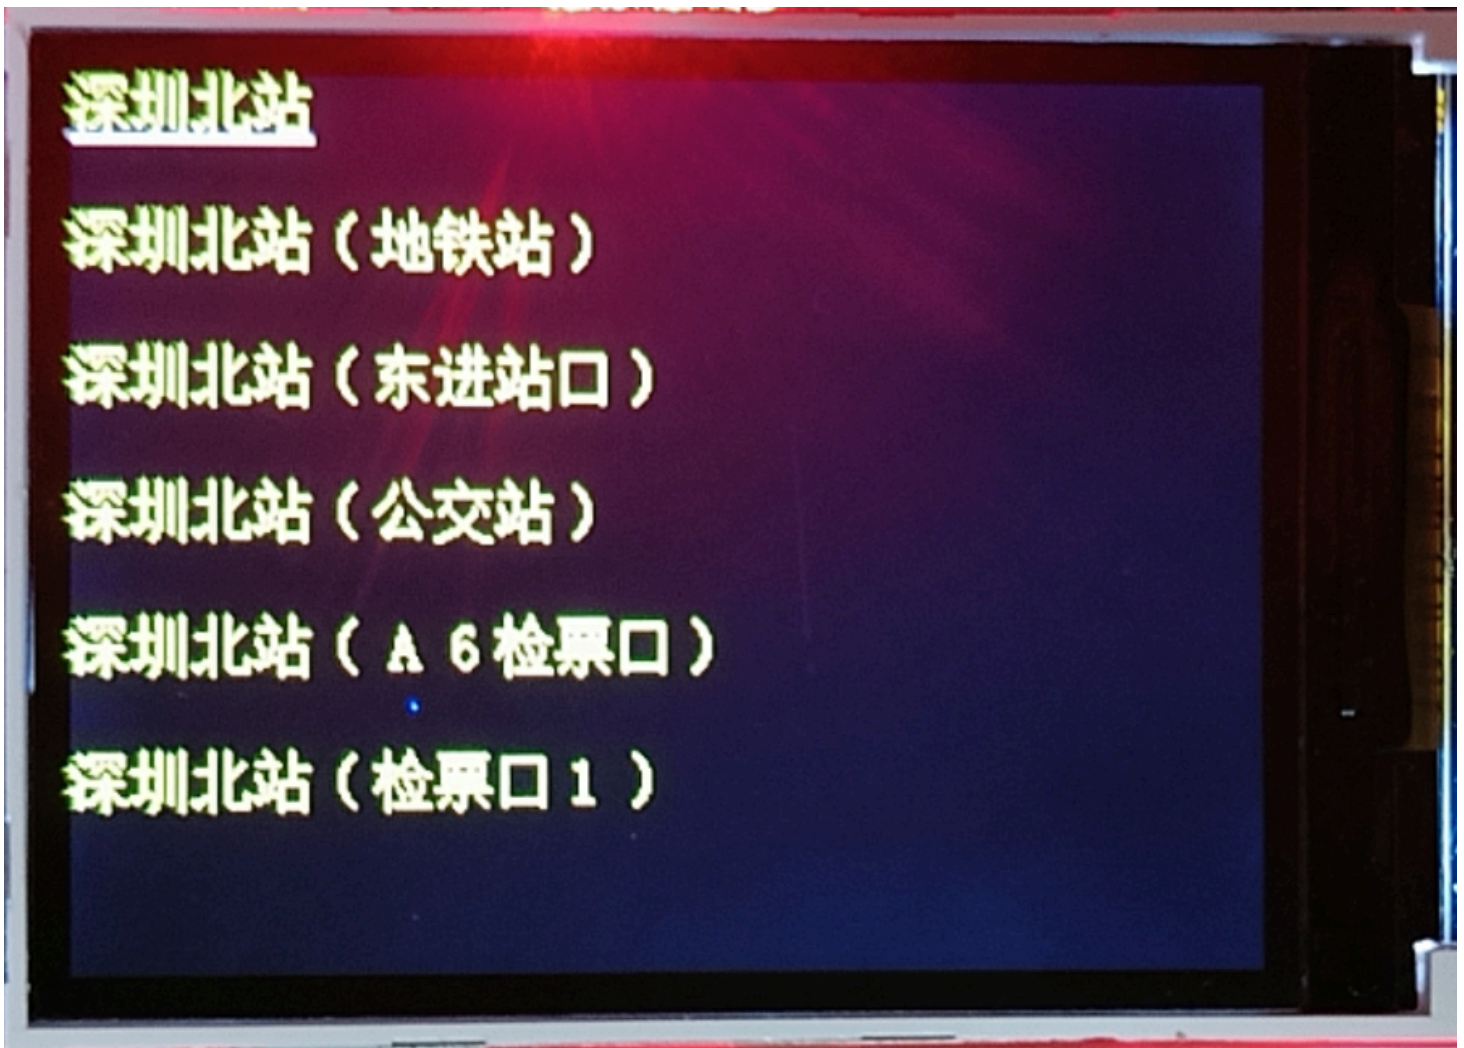 深圳北站
深圳北站（地铁站）
深圳北站（东进站口）
深圳北站（公交站）
深圳北站（A6检票口）
深圳北站（检票口1）